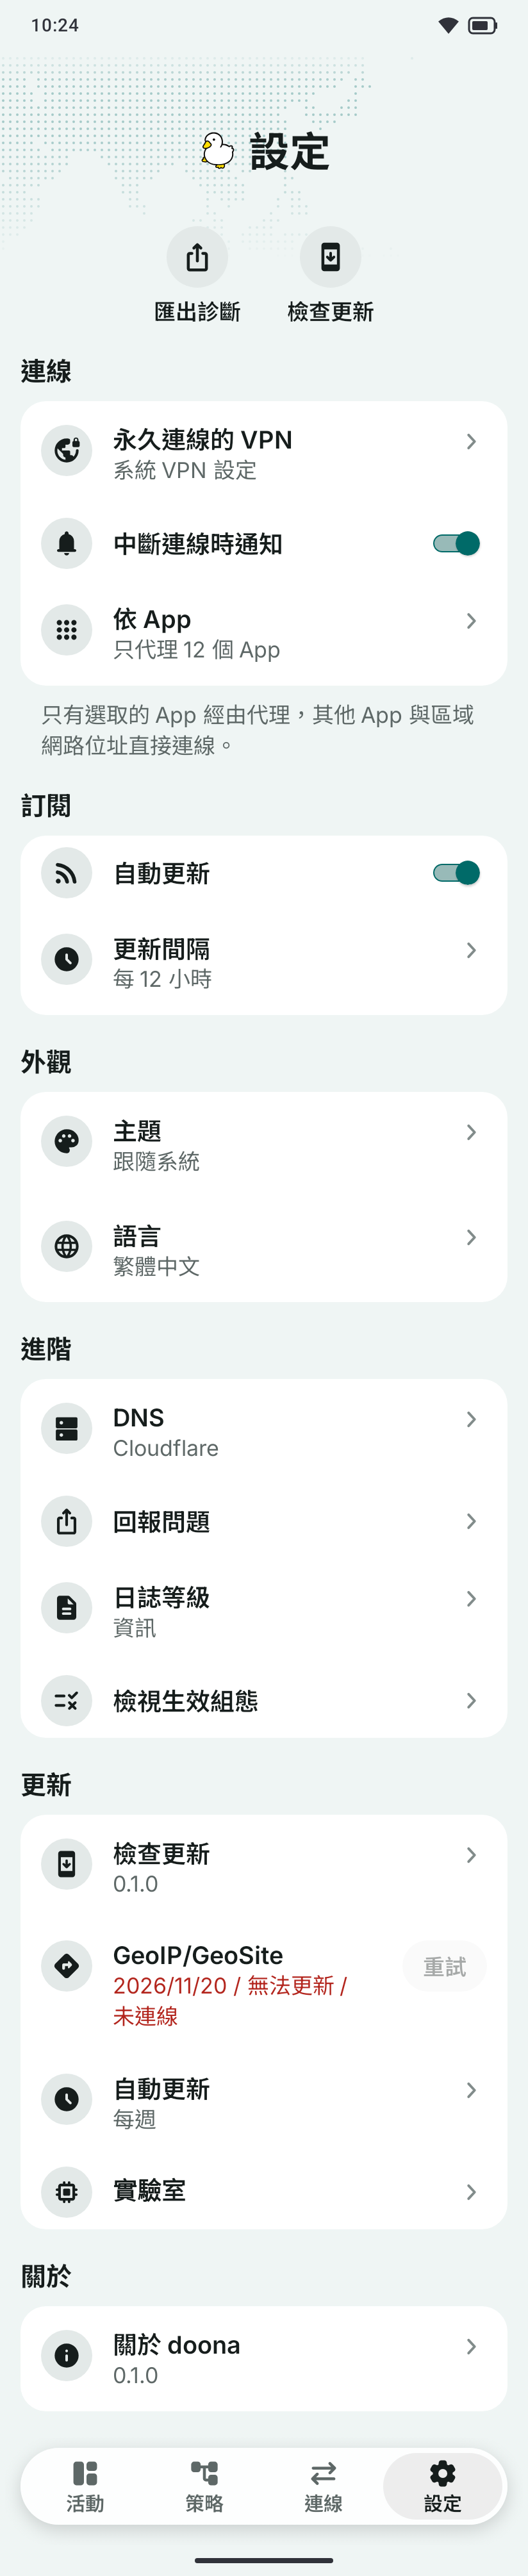 10:24
設定
匯出診斷
檢查更新
連線
永久連線的 VPN
系統 VPN 設定
中斷連線時通知
依 App
只代理 12 個 App
只有選取的 App 經由代理，其他 App 與區域
網路位址直接連線。
訂閱
自動更新
更新間隔
每 12 小時
外觀
主題
跟隨系統
語言
繁體中文
進階
DNS
Cloudflare
回報問題
日誌等級
資訊
檢視生效組態
更新
檢查更新
0.1.0
GeoIP/GeoSite
2026/11/20 / 無法更新 /
未連線
重試
自動更新
每週
實驗室
關於
關於 doona
0.1.0
活動
策略
連線
設定